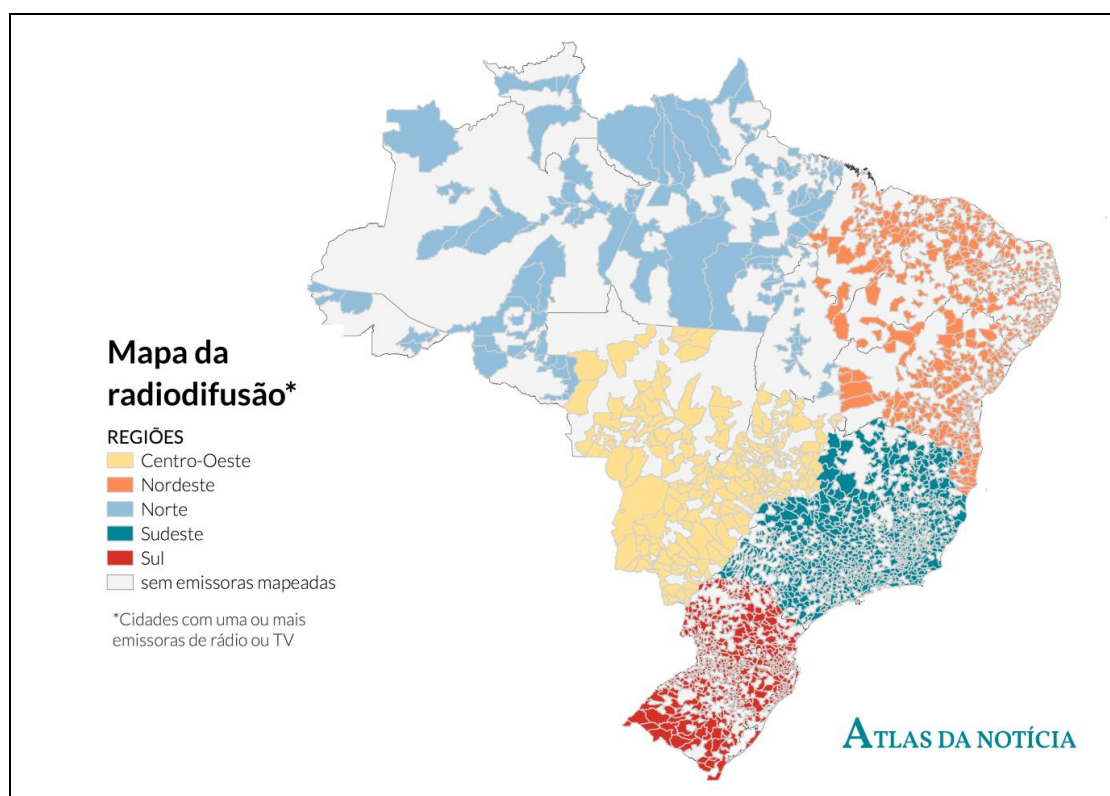 Mapa da
radiodifusão*
REGIÕES
Centro-Oeste
Nordeste
Norte
Sudeste
Sul
sem emissoras mapeadas
*Cidades com uma ou mais
emissoras de rádio ou TV
ATLAS DA NOTÍCIA